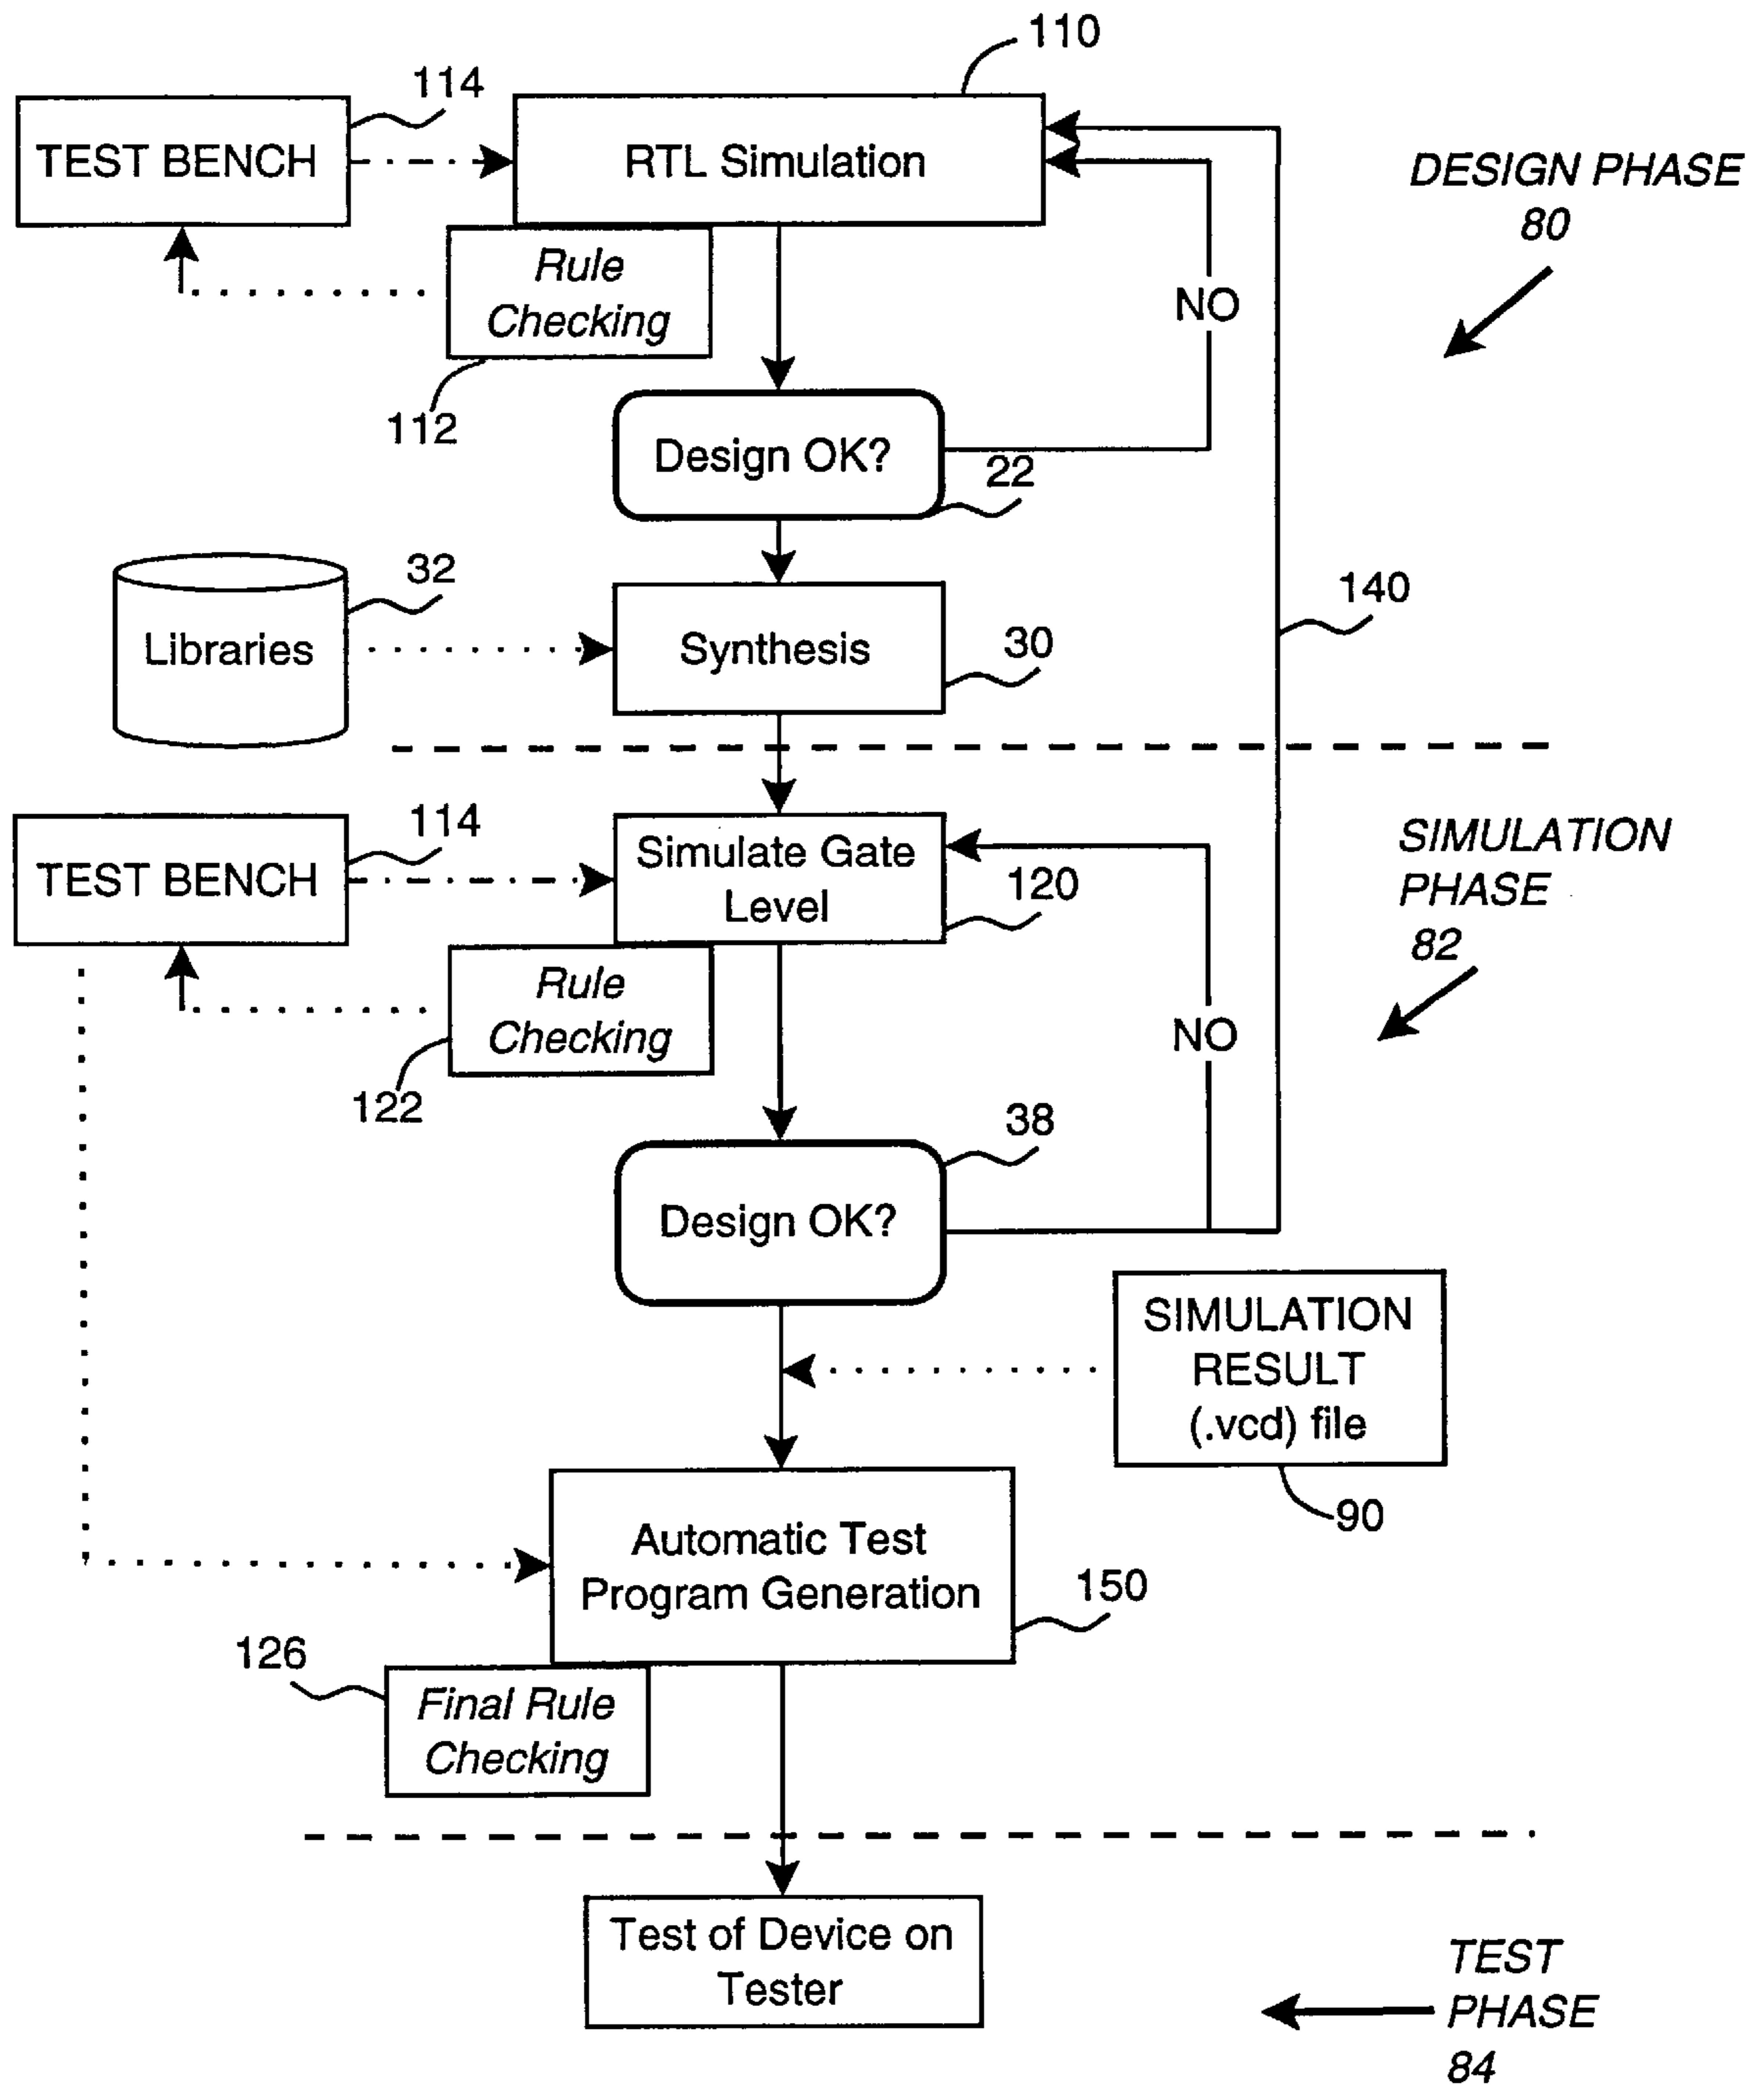 110
114
TEST BENCH
RTL Simulation
DESIGN PHASE
80
Rule
Checking
NO
112
Design OK?
22
32
Libraries
Synthesis
30
140
114
TEST BENCH
Simulate Gate
Level
120
SIMULATION
PHASE
82
Rule
Checking
NO
122
38
Design OK?
SIMULATION
RESULT
(.vcd) file
90
Automatic Test
Program Generation
150
126
Final Rule
Checking
Test of Device on
Tester
TEST
PHASE
84